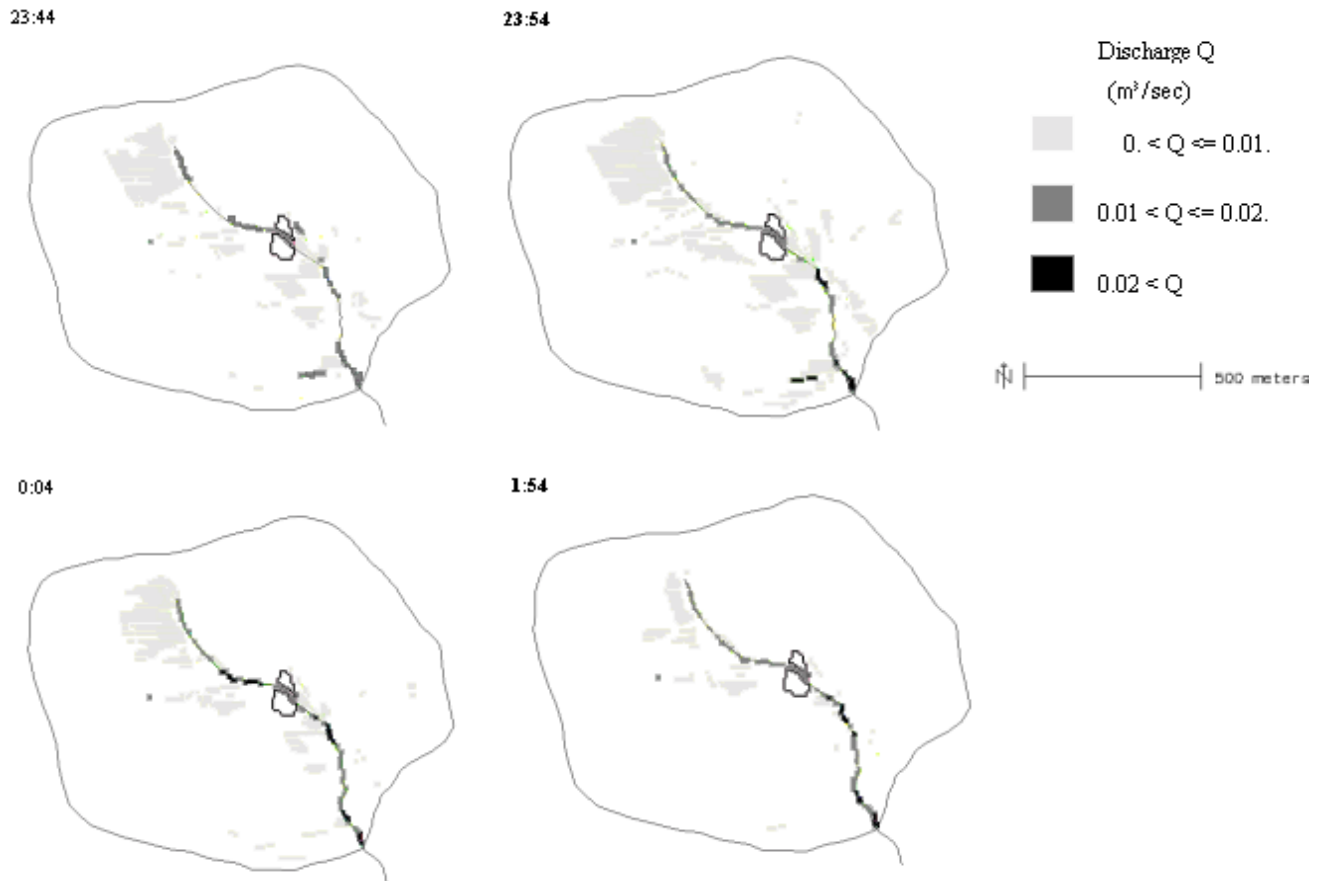 23:44
23:54
Discharge Q
(m³/sec)
0. < Q <= 0.01.
0.01 < Q <= 0.02.
0.02 < Q
N
500 meters
0:04
1:54